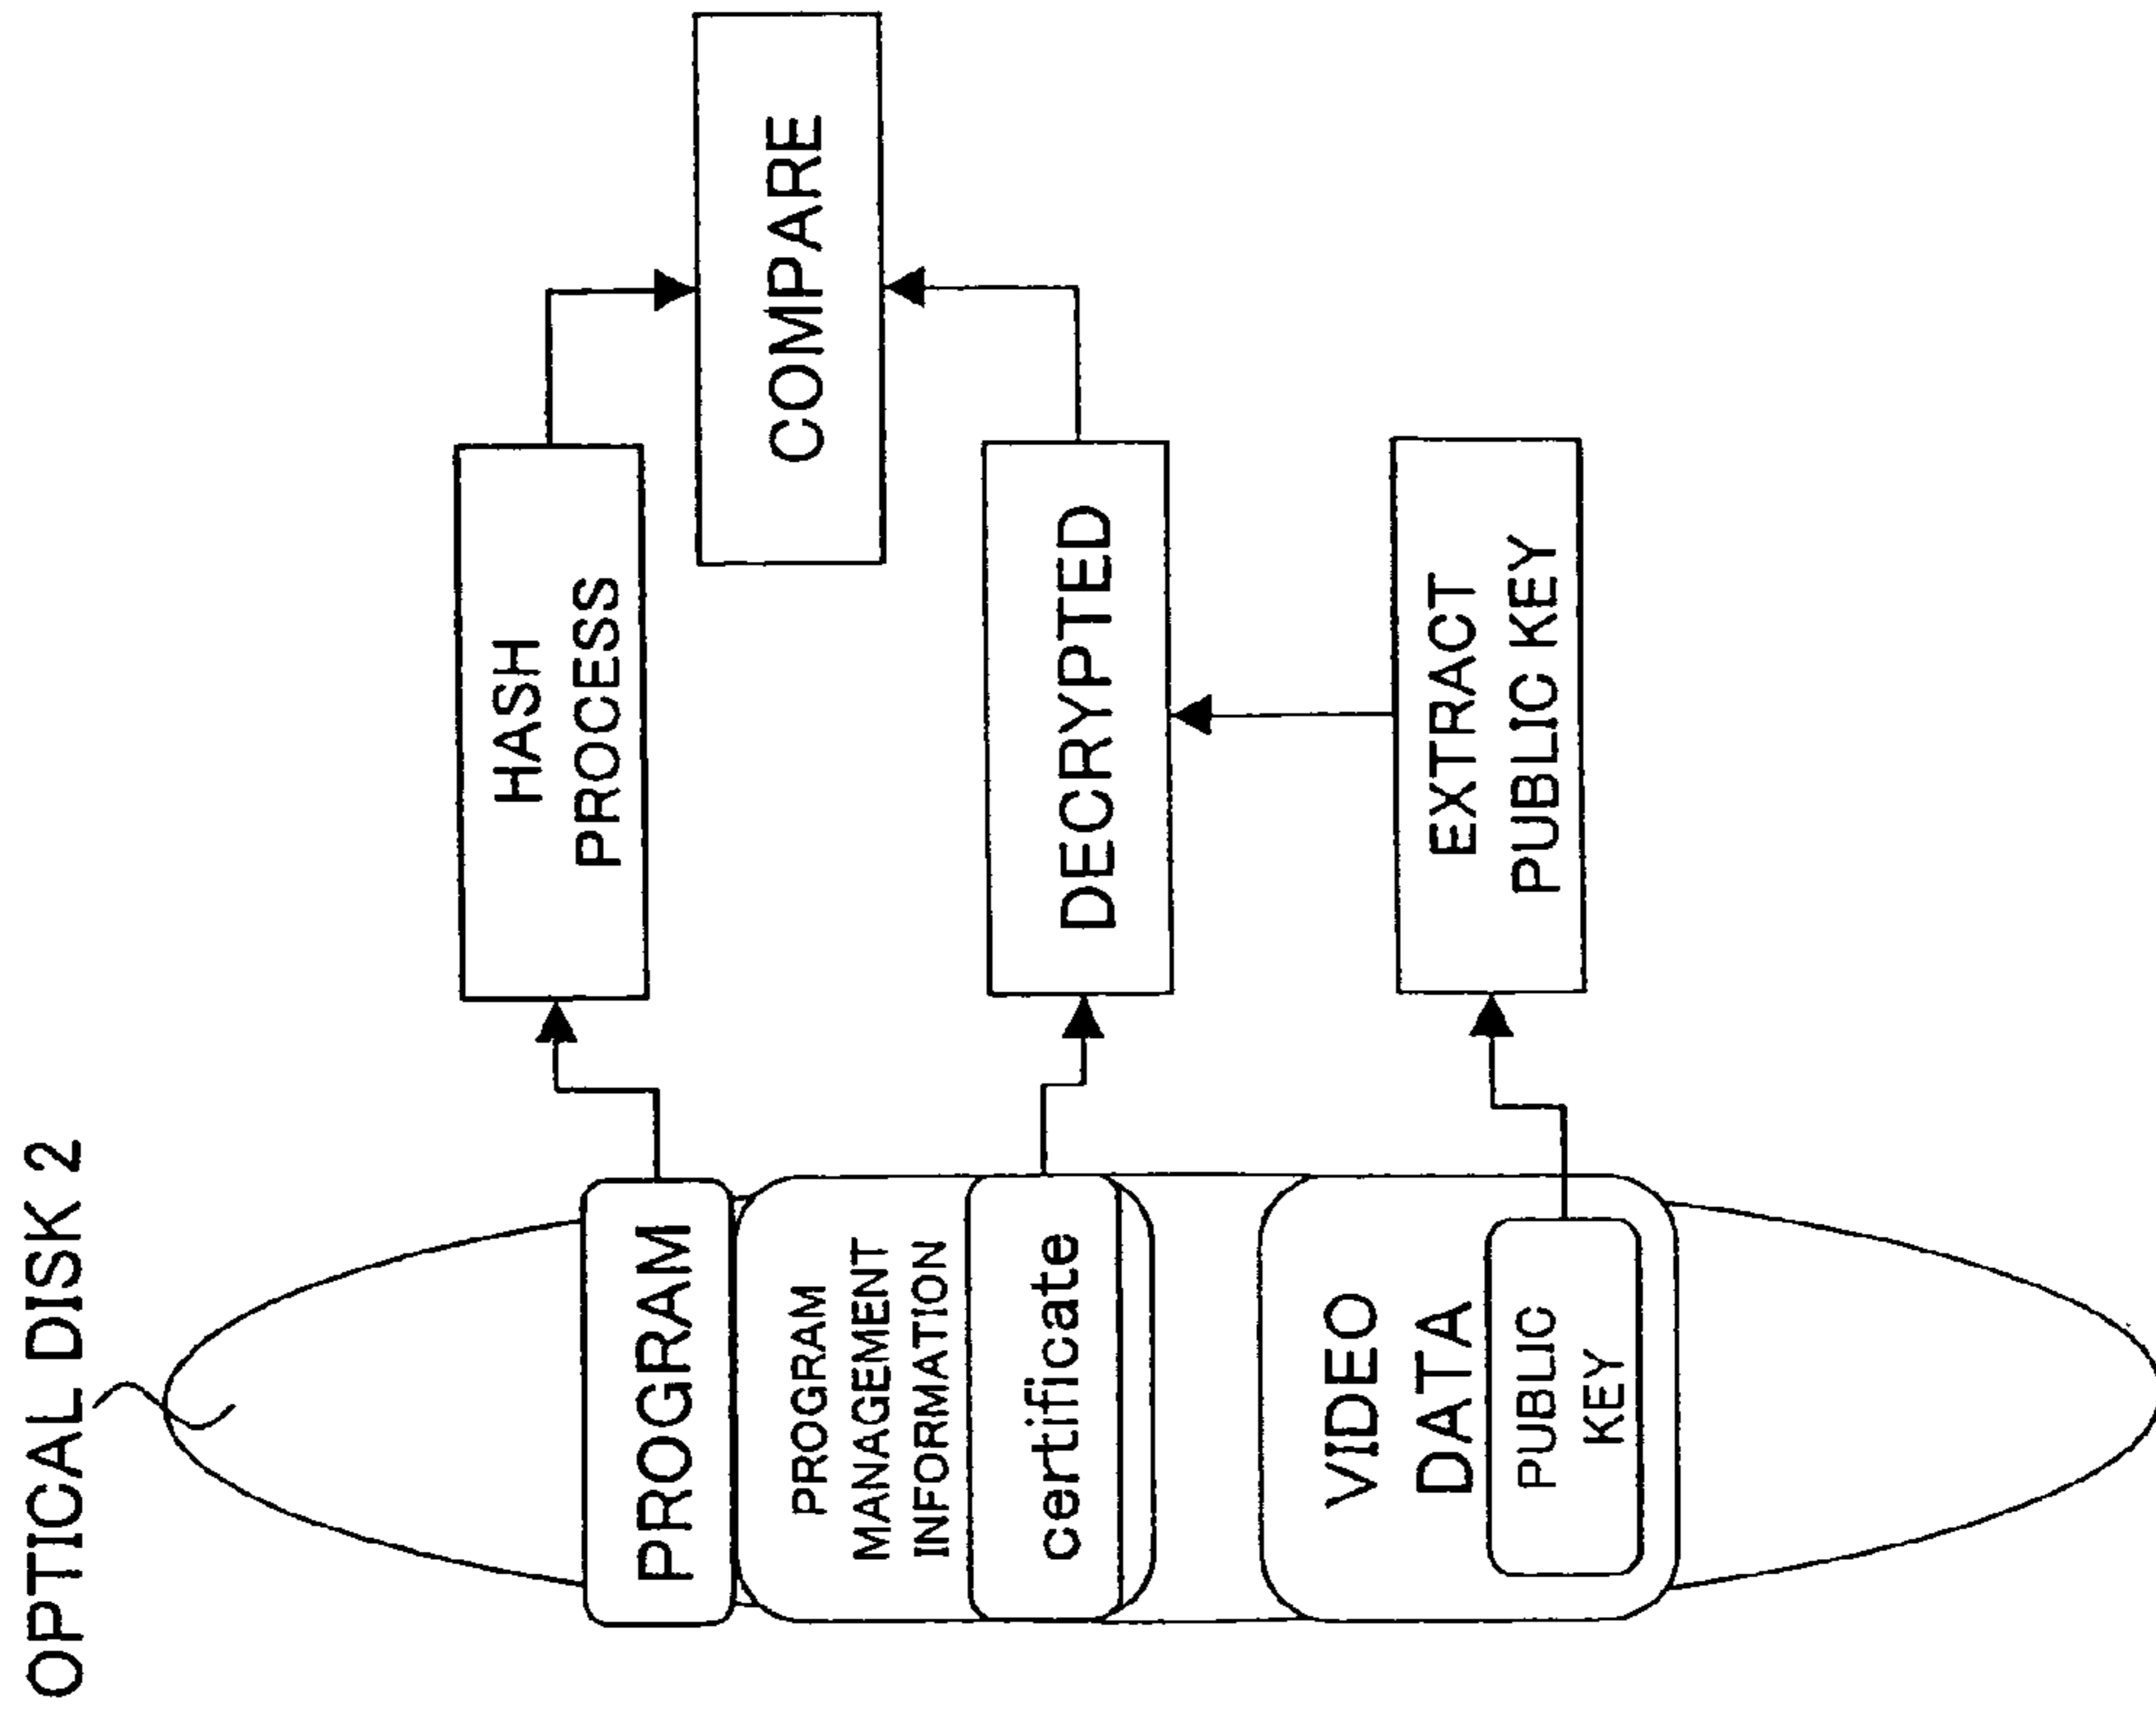 OPTICAL DISK 2
PROGRAM
PROGRAM
MANAGEMENT
INFORMATION
certificate
VIDEO
DATA
PUBLIC
KEY
HASH
PROCESS
DECRYPTED
EXTRACT
PUBLIC KEY
COMPARE